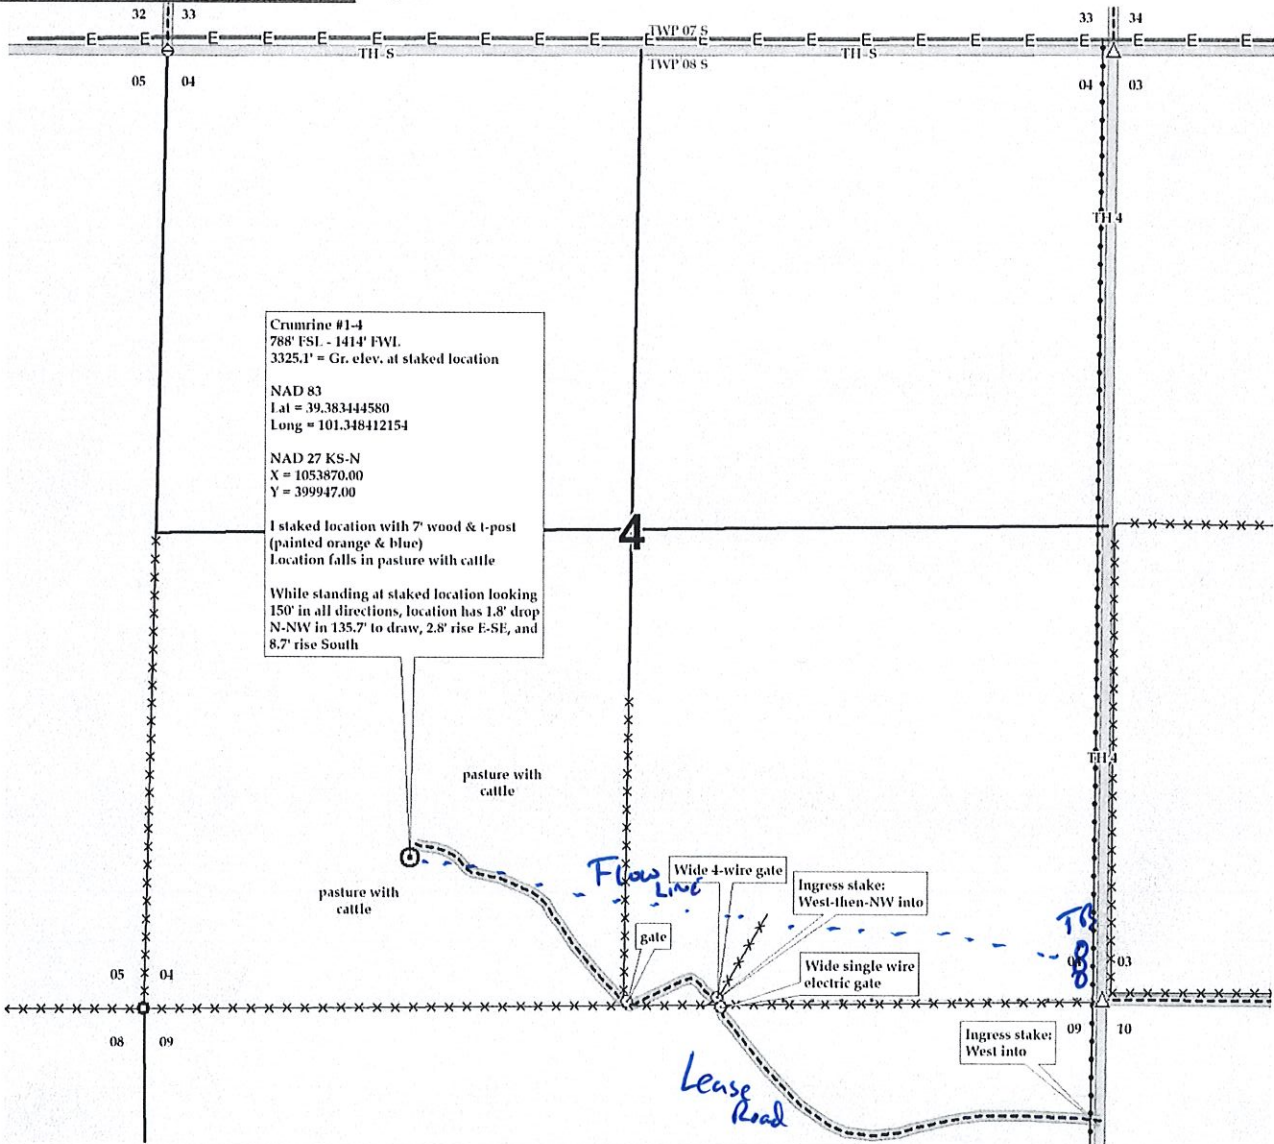 32 33
33 34
E E E E E E E E E E E E E E E E E E E E E
TWP 07 S
TH-S
TH-S
TWP 08 S
05 04
04 03
TH 4
Crumrine #1-4
788' FSL - 1414' FWL
3325.1' = Gr. elev. at staked location
NAD 83
Lat = 39.383444580
Long = 101.348412154
NAD 27 KS-N
X = 1053870.00
Y = 399947.00
I staked location with 7' wood & t-post
(painted orange & blue)
Location falls in pasture with cattle
While standing at staked location looking
150' in all directions, location has 1.8' drop
N-NW in 135.7' to draw, 2.8' rise E-SE, and
8.7' rise South
4
TH 4
pasture with
cattle
pasture with
cattle
Flow
Line
Wide 4-wire gate
Ingress stake:
West-then-NW into
TB
gate
Wide single wire
electric gate
05 04
03
08 09
09 10
Ingress stake:
West into
Lease
Road